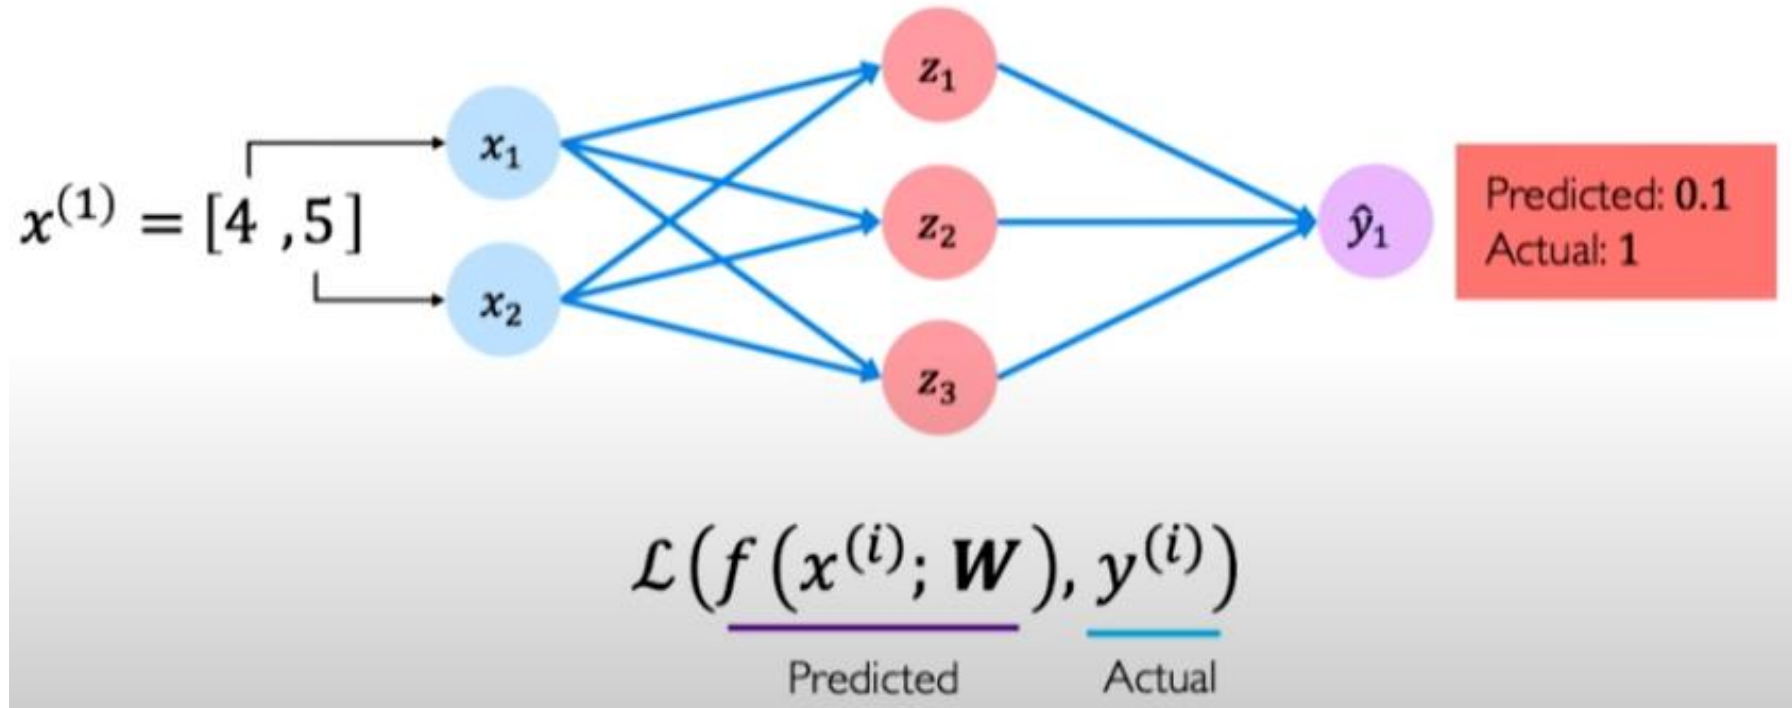 x⁽¹⁾ = [4 ,5]
x₁
x₂
z₁
z₂
z₃
ŷ₁
Predicted: 0.1
Actual: 1
ℒ(f(x⁽ⁱ⁾; W), y⁽ⁱ⁾)
Predicted Actual